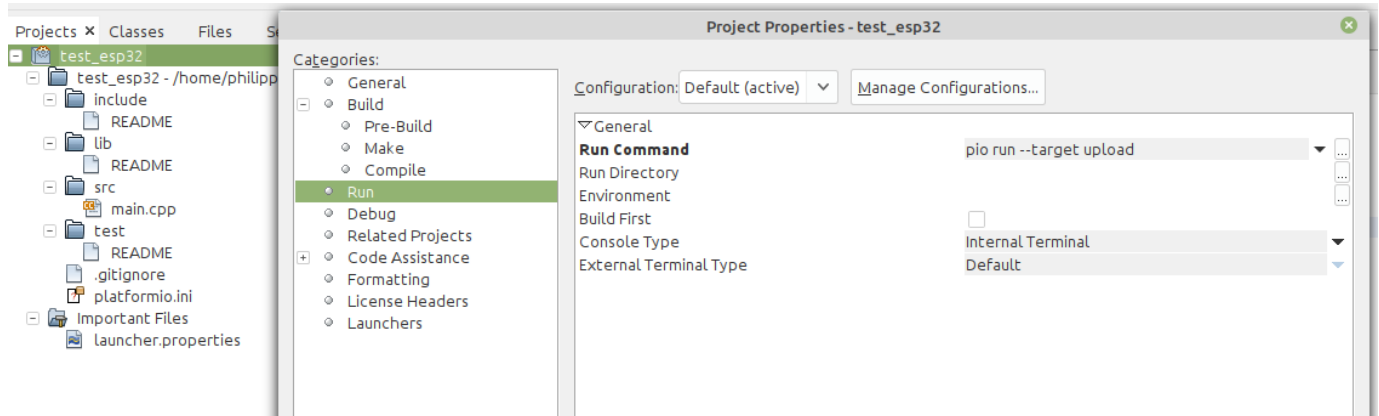 Project Properties - test_esp32
Projects × Classes Files Se
test_esp32
test_esp32 - /home/philipp
include
README
lib
README
src
main.cpp
test
README
.gitignore
platformio.ini
Important Files
launcher.properties
Categories:
General
Build
Pre-Build
Make
Compile
Run
Debug
Related Projects
Code Assistance
Formatting
License Headers
Launchers
Configuration: Default (active) Manage Configurations...
General
Run Command pio run --target upload ...
Run Directory ...
Environment ...
Build First
Console Type Internal Terminal
External Terminal Type Default